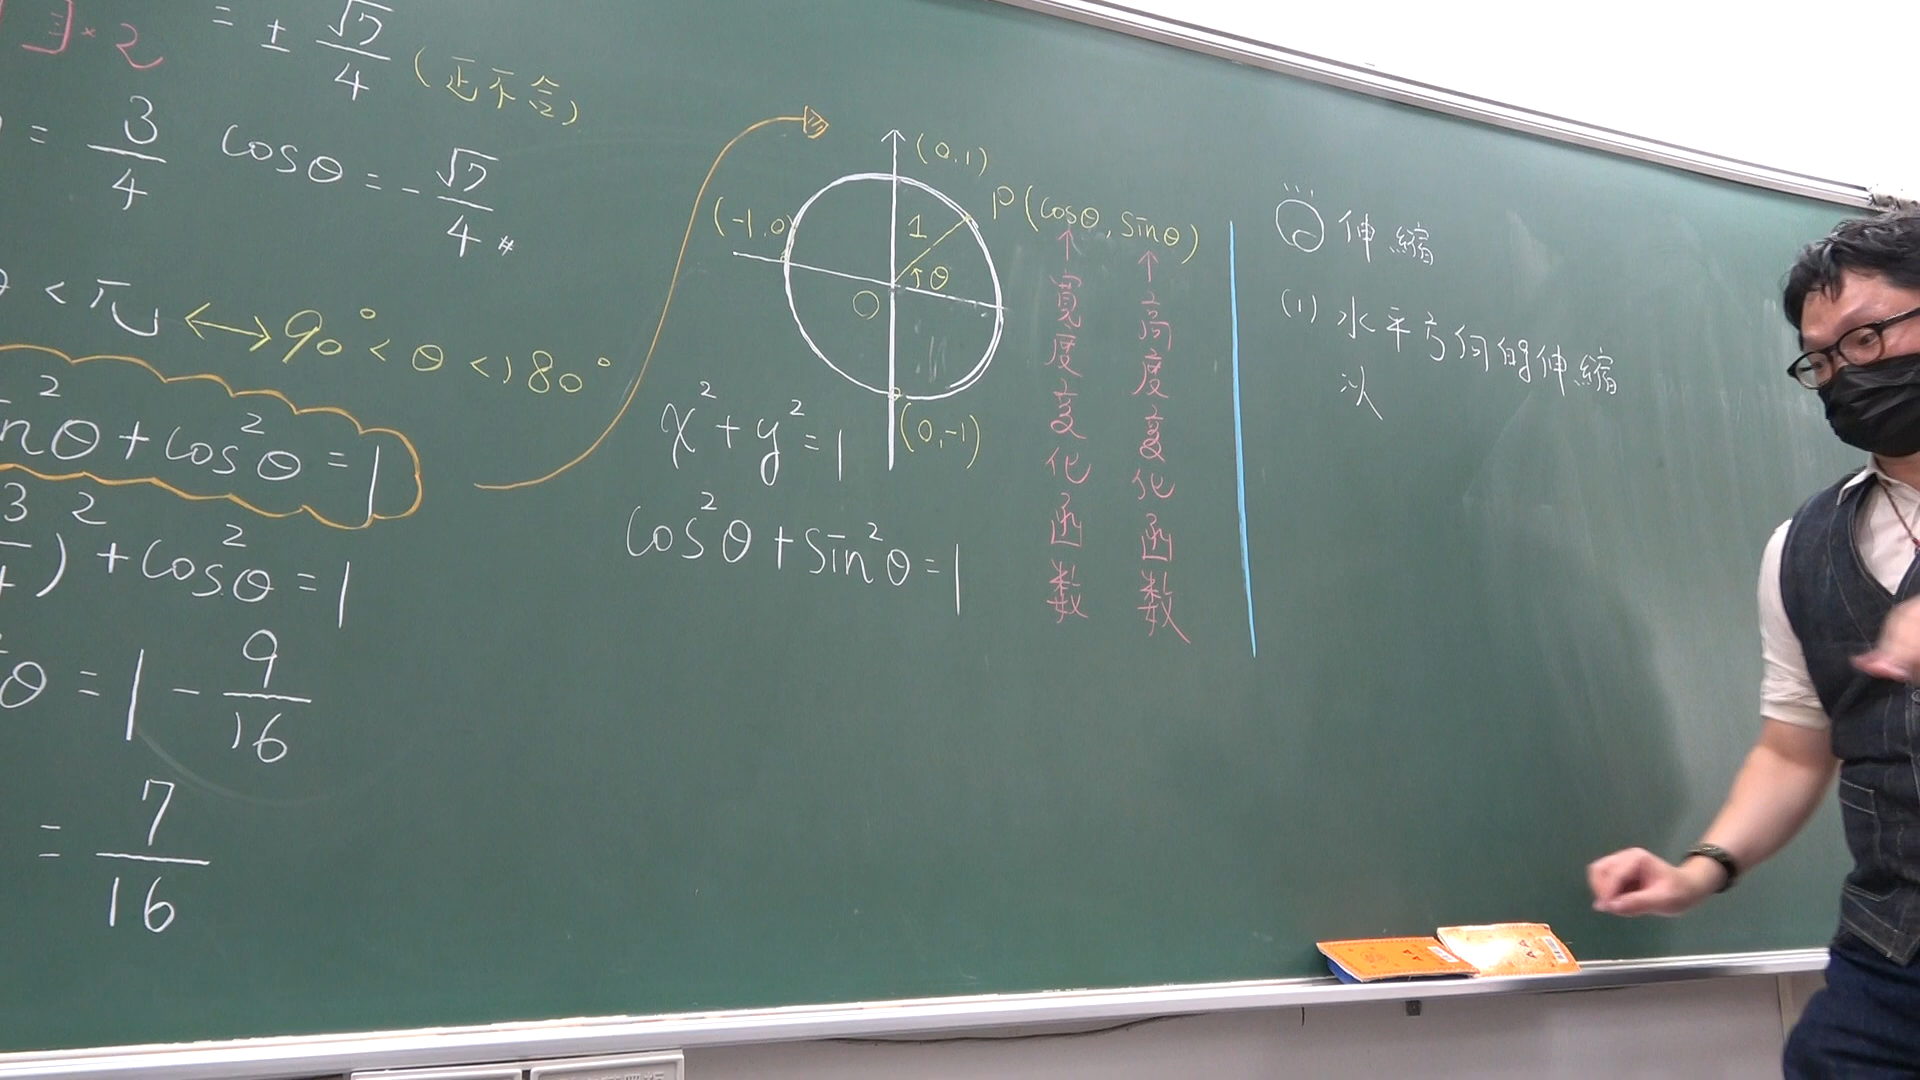 = ± √7/4 (正不合)
= 3/4 cosθ = -√7/4 #
θ < π ⟷ 90° < θ < 180°
sin²θ + cos²θ = 1
(3/4)² + cos²θ = 1
θ = 1 - 9/16
= 7/16
(0,1)
(-1,0)
P(cosθ, sinθ)
1
θ
O
(0,-1)
x² + y² = 1
cos²θ + sin²θ = 1
↑寬度變化函数
↑高度變化函数
伸縮
(1) 水平方向的伸縮
以